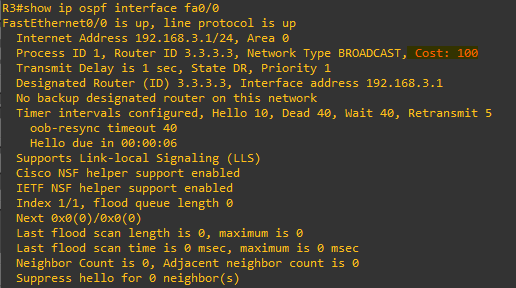 R3#show ip ospf interface fa0/0
FastEthernet0/0 is up, line protocol is up
Internet Address 192.168.3.1/24, Area 0
Process ID 1, Router ID 3.3.3.3, Network Type BROADCAST, Cost: 100
Transmit Delay is 1 sec, State DR, Priority 1
Designated Router (ID) 3.3.3.3, Interface address 192.168.3.1
No backup designated router on this network
Timer intervals configured, Hello 10, Dead 40, Wait 40, Retransmit 5
oob-resync timeout 40
Hello due in 00:00:06
Supports Link-local Signaling (LLS)
Cisco NSF helper support enabled
IETF NSF helper support enabled
Index 1/1, flood queue length 0
Next 0x0(0)/0x0(0)
Last flood scan length is 0, maximum is 0
Last flood scan time is 0 msec, maximum is 0 msec
Neighbor Count is 0, Adjacent neighbor count is 0
Suppress hello for 0 neighbor(s)